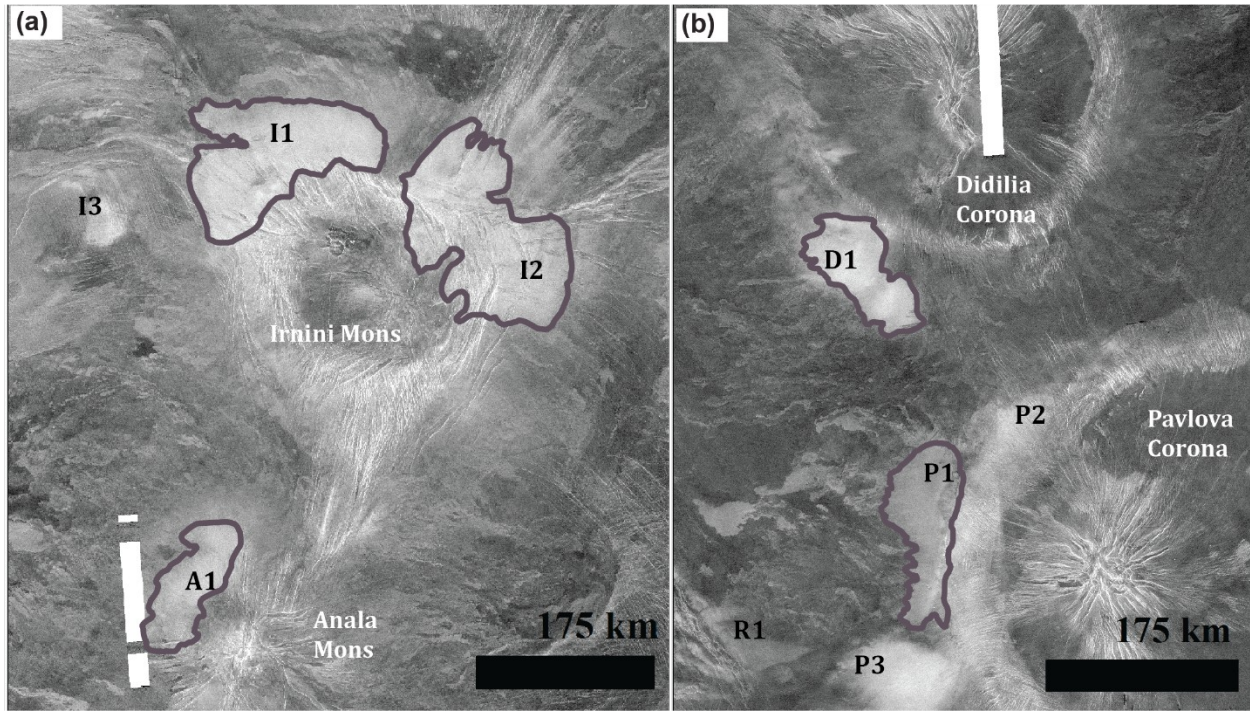 (a)
I1
I3
I2
Irnini Mons
A1
Anala
Mons
175 km
(b)
Didilia
Corona
D1
P2
Pavlova
Corona
P1
R1
P3
175 km